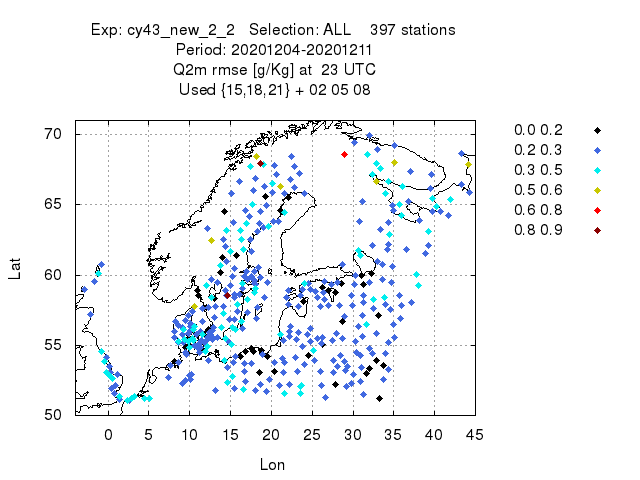 Exp: cy43_new_2_2 Selection: ALL 397 stations
Period: 20201204-20201211
Q2m rmse [g/Kg] at 23 UTC
Used {15,18,21} + 02 05 08
70
65
60
55
50
Lat
0 5 10 15 20 25 30 35 40 45
Lon
0.0 0.2
0.2 0.3
0.3 0.5
0.5 0.6
0.6 0.8
0.8 0.9